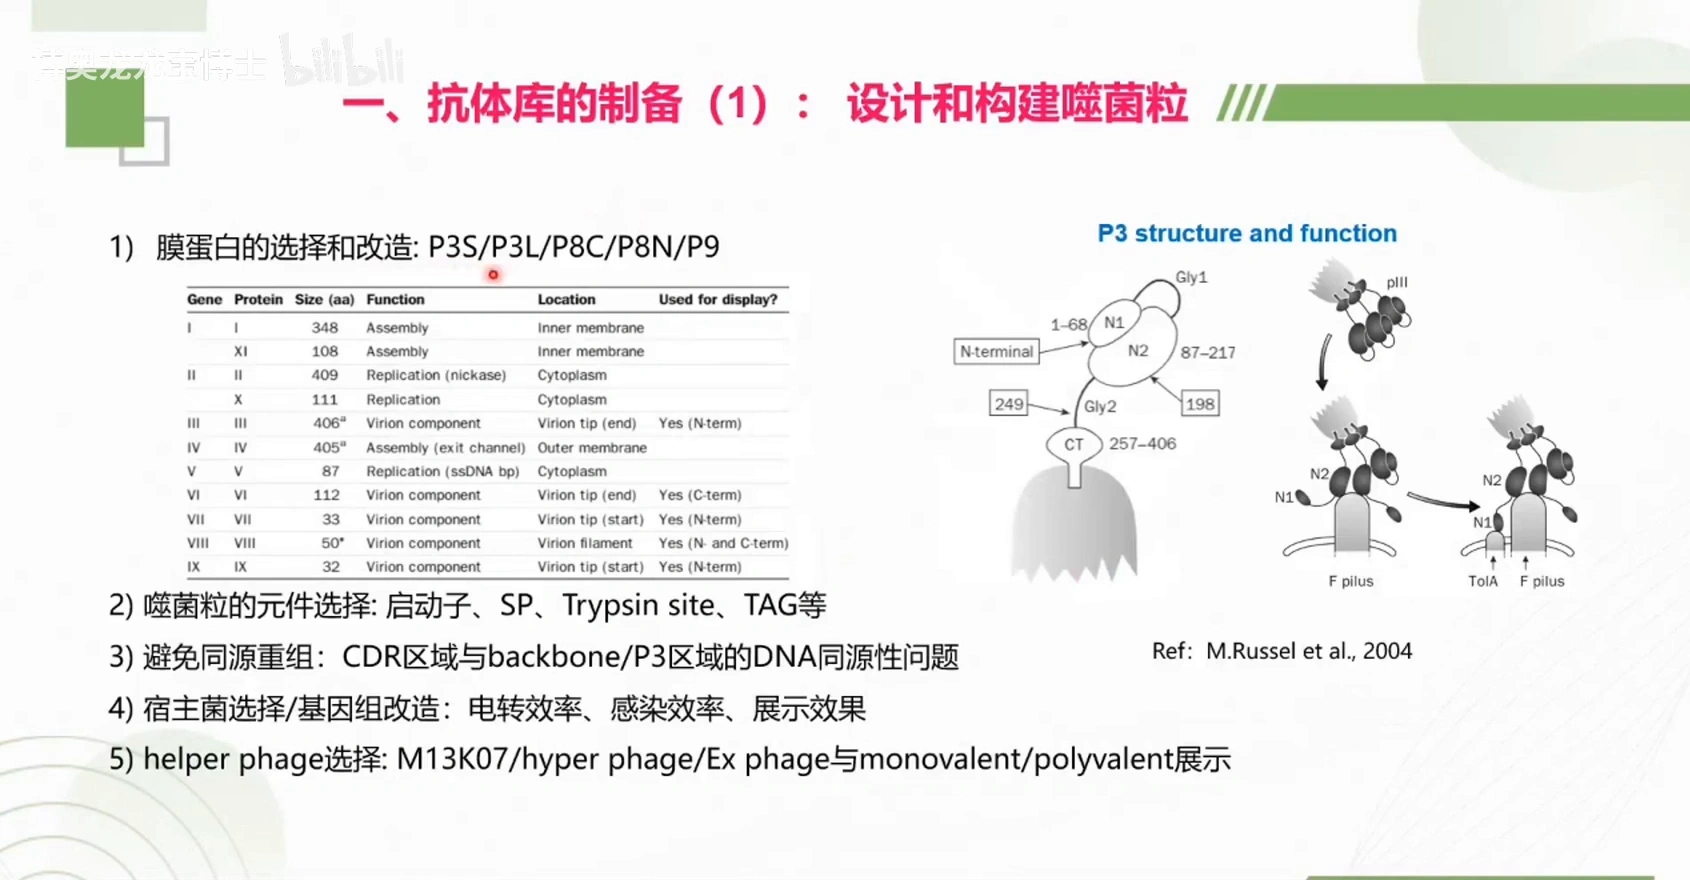 博奥龙龙宝博士 bilibili
一、抗体库的制备（1）： 设计和构建噬菌粒
1) 膜蛋白的选择和改造: P3S/P3L/P8C/P8N/P9
Gene Protein Size (aa) Function Location Used for display?
I I 348 Assembly Inner membrane
XI 108 Assembly Inner membrane
II II 409 Replication (nickase) Cytoplasm
X 111 Replication Cytoplasm
III III 406ª Virion component Virion tip (end) Yes (N-term)
IV IV 405ª Assembly (exit channel) Outer membrane
V V 87 Replication (ssDNA bp) Cytoplasm
VI VI 112 Virion component Virion tip (end) Yes (C-term)
VII VII 33 Virion component Virion tip (start) Yes (N-term)
VIII VIII 50* Virion component Virion filament Yes (N- and C-term)
IX IX 32 Virion component Virion tip (start) Yes (N-term)
2) 噬菌粒的元件选择: 启动子、SP、Trypsin site、TAG等
3) 避免同源重组：CDR区域与backbone/P3区域的DNA同源性问题
4) 宿主菌选择/基因组改造：电转效率、感染效率、展示效果
5) helper phage选择: M13K07/hyper phage/Ex phage与monovalent/polyvalent展示
P3 structure and function
Gly1
1–68
N1
N-terminal
N2
87–217
249
Gly2
198
CT
257–406
pIII
N2
N1
F pilus
N2
N1
TolA F pilus
Ref：M.Russel et al., 2004